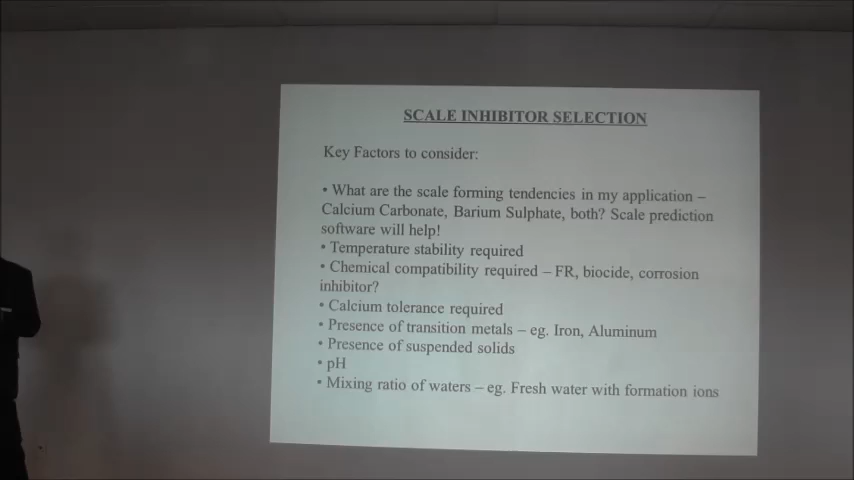 SCALE INHIBITOR SELECTION
Key Factors to consider:
• What are the scale forming tendencies in my application –
Calcium Carbonate, Barium Sulphate, both? Scale prediction
software will help!
• Temperature stability required
• Chemical compatibility required – FR, biocide, corrosion
inhibitor?
• Calcium tolerance required
• Presence of transition metals – eg. Iron, Aluminum
• Presence of suspended solids
• pH
• Mixing ratio of waters – eg. Fresh water with formation ions